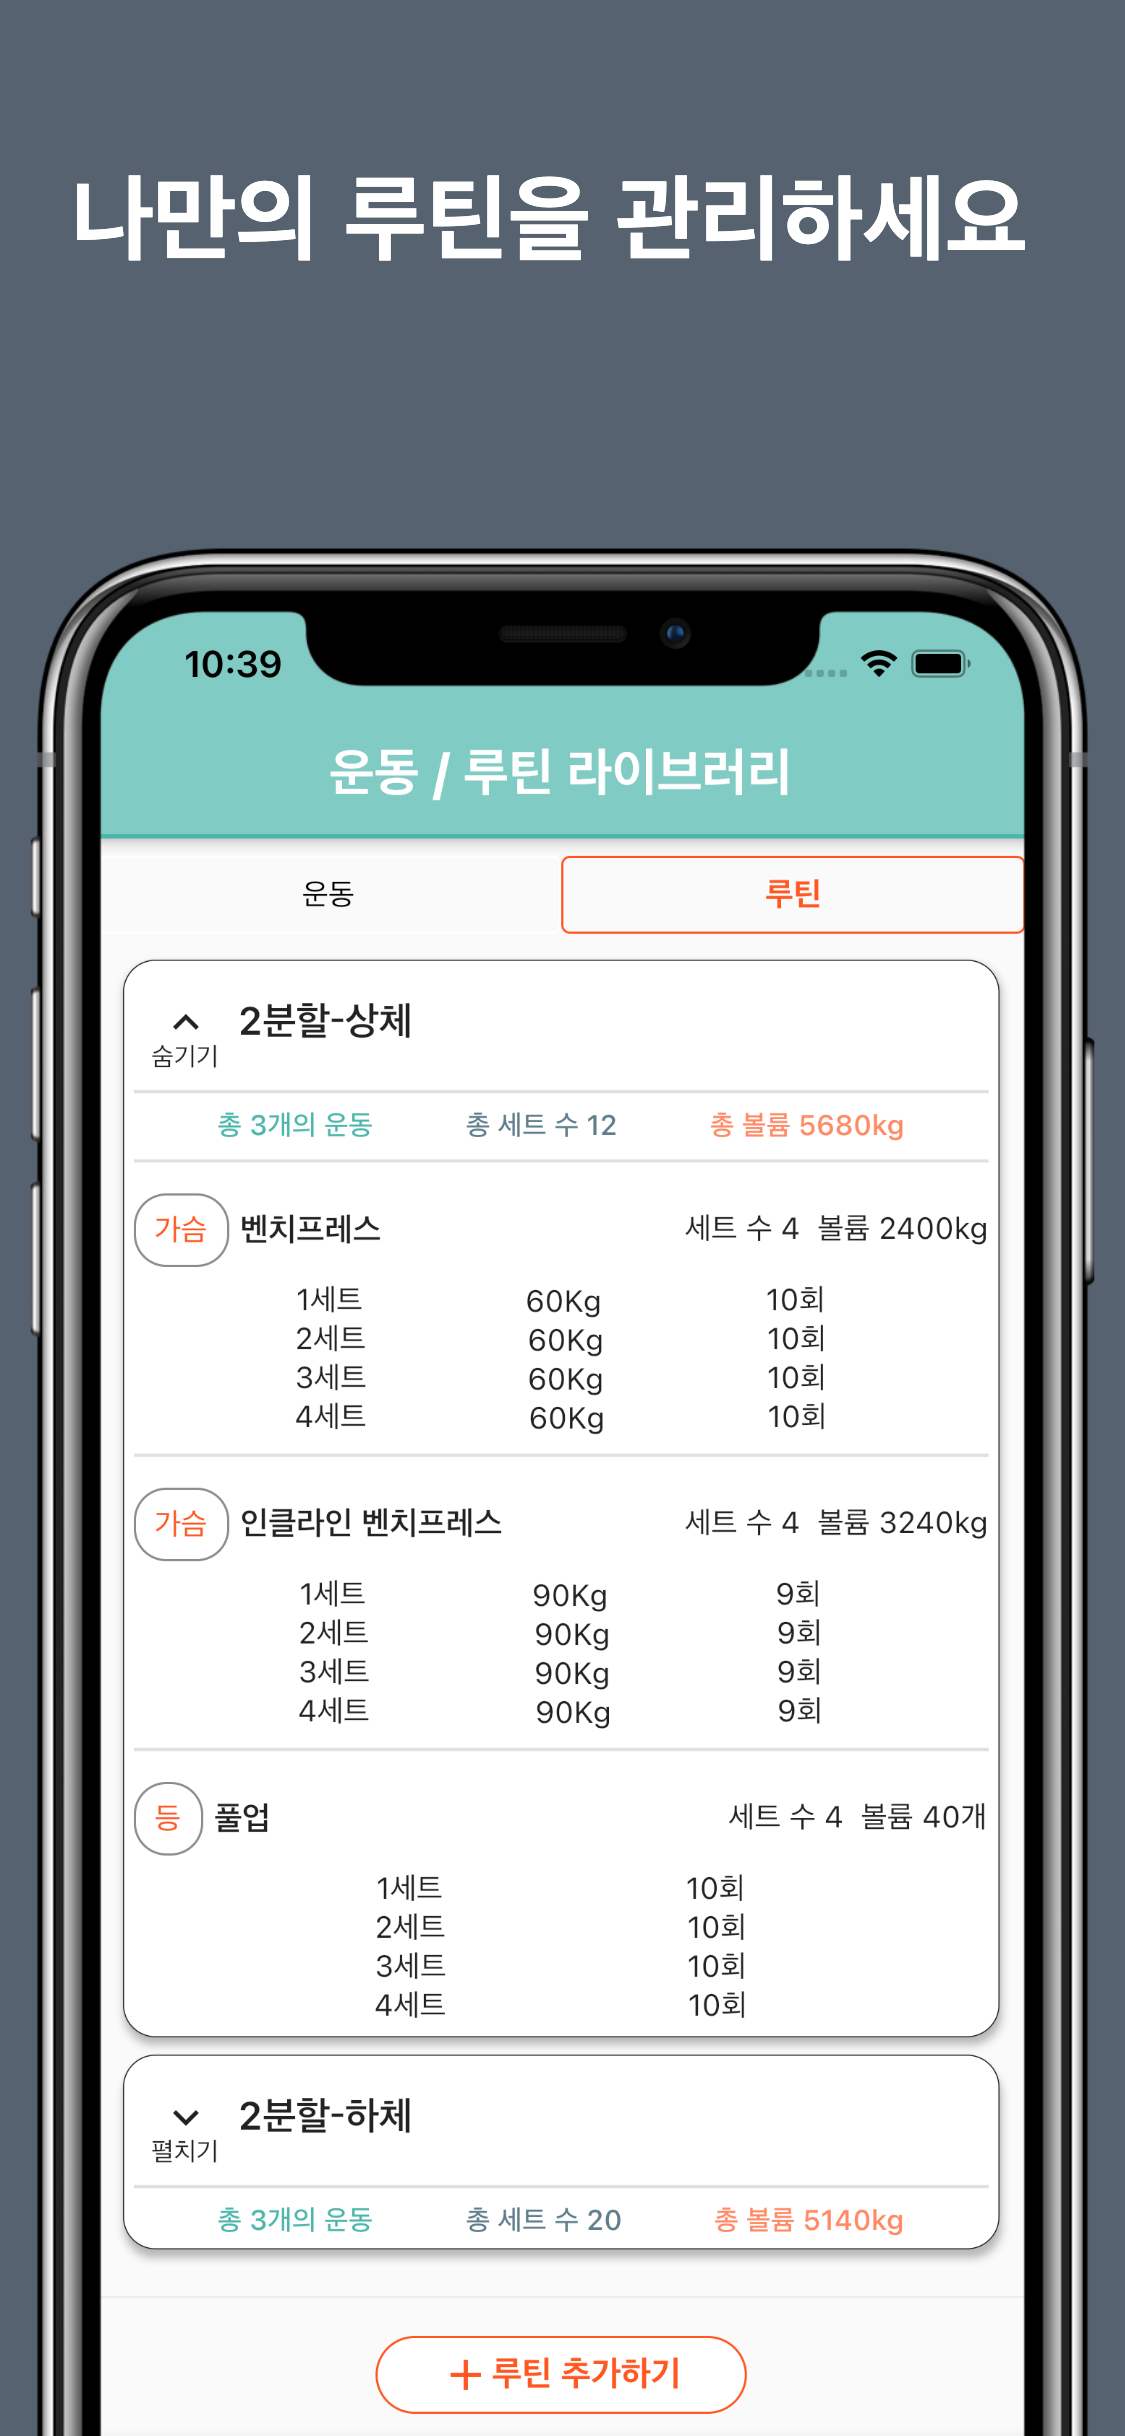 나만의 루틴을 관리하세요
10:39
운동 / 루틴 라이브러리
운동 루틴
2분할-상체
숨기기
총 3개의 운동 총 세트 수 12 총 볼륨 5680kg
가슴 벤치프레스 세트 수 4 볼륨 2400kg
1세트 60Kg 10회
2세트 60Kg 10회
3세트 60Kg 10회
4세트 60Kg 10회
가슴 인클라인 벤치프레스 세트 수 4 볼륨 3240kg
1세트 90Kg 9회
2세트 90Kg 9회
3세트 90Kg 9회
4세트 90Kg 9회
등 풀업 세트 수 4 볼륨 40개
1세트 10회
2세트 10회
3세트 10회
4세트 10회
2분할-하체
펼치기
총 3개의 운동 총 세트 수 20 총 볼륨 5140kg
+ 루틴 추가하기